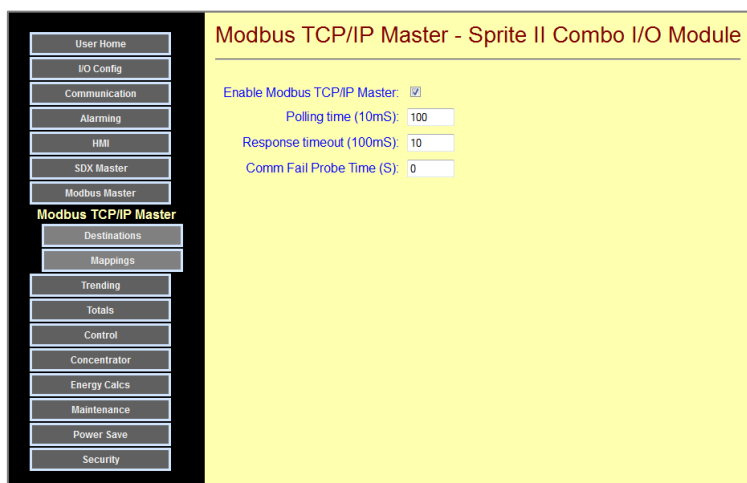 User Home
I/O Config
Communication
Alarming
HMI
SDX Master
Modbus Master
Modbus TCP/IP Master
Destinations
Mappings
Trending
Totals
Control
Concentrator
Energy Calcs
Maintenance
Power Save
Security
Modbus TCP/IP Master - Sprite II Combo I/O Module
Enable Modbus TCP/IP Master:
Polling time (10mS): 100
Response timeout (100mS): 10
Comm Fail Probe Time (S): 0